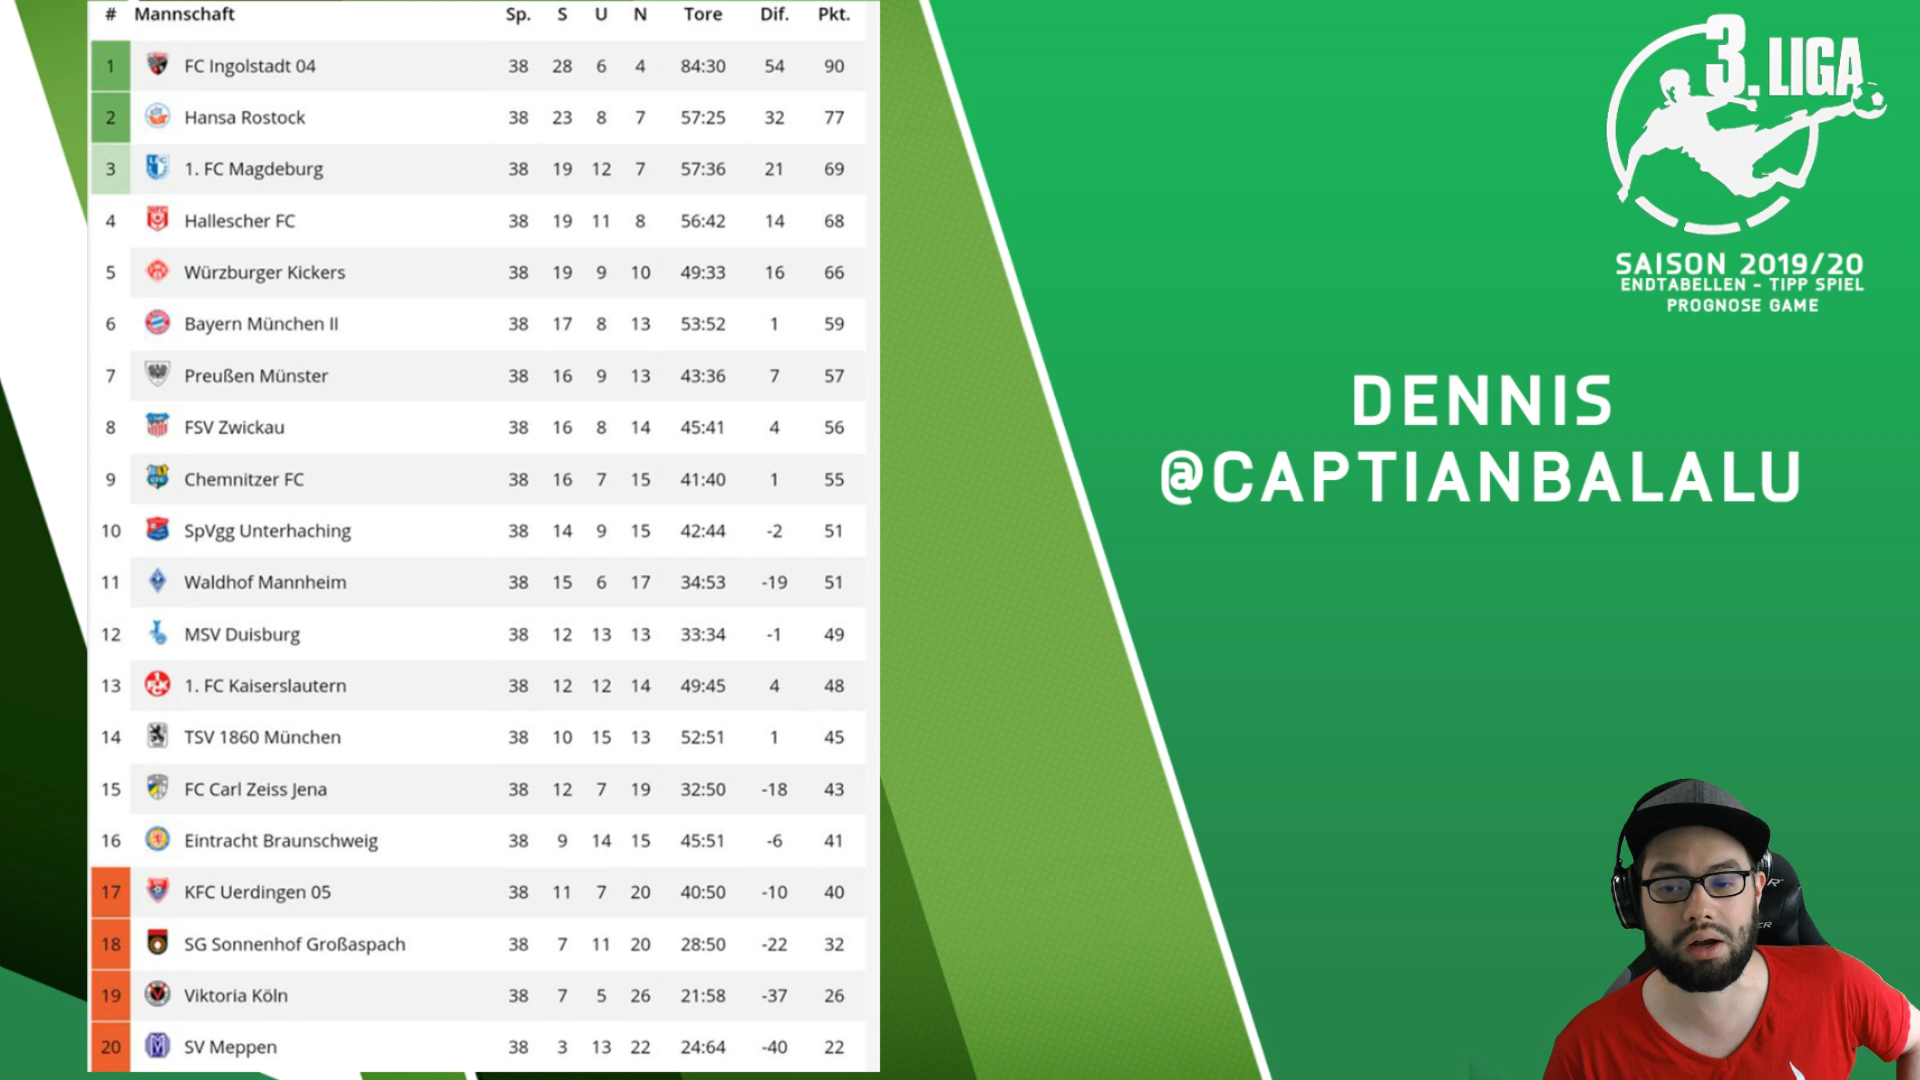 # Mannschaft Sp. S U N Tore Dif. Pkt.
1 FC Ingolstadt 04 38 28 6 4 84:30 54 90
2 Hansa Rostock 38 23 8 7 57:25 32 77
3 1. FC Magdeburg 38 19 12 7 57:36 21 69
4 Hallescher FC 38 19 11 8 56:42 14 68
5 Würzburger Kickers 38 19 9 10 49:33 16 66
6 Bayern München II 38 17 8 13 53:52 1 59
7 Preußen Münster 38 16 9 13 43:36 7 57
8 FSV Zwickau 38 16 8 14 45:41 4 56
9 Chemnitzer FC 38 16 7 15 41:40 1 55
10 SpVgg Unterhaching 38 14 9 15 42:44 -2 51
11 Waldhof Mannheim 38 15 6 17 34:53 -19 51
12 MSV Duisburg 38 12 13 13 33:34 -1 49
13 1. FC Kaiserslautern 38 12 12 14 49:45 4 48
14 TSV 1860 München 38 10 15 13 52:51 1 45
15 FC Carl Zeiss Jena 38 12 7 19 32:50 -18 43
16 Eintracht Braunschweig 38 9 14 15 45:51 -6 41
17 KFC Uerdingen 05 38 11 7 20 40:50 -10 40
18 SG Sonnenhof Großaspach 38 7 11 20 28:50 -22 32
19 Viktoria Köln 38 7 5 26 21:58 -37 26
20 SV Meppen 38 3 13 22 24:64 -40 22
3. LIGA
SAISON 2019/20
ENDTABELLEN - TIPP SPIEL
PROGNOSE GAME
DENNIS
@CAPTIANBALALU